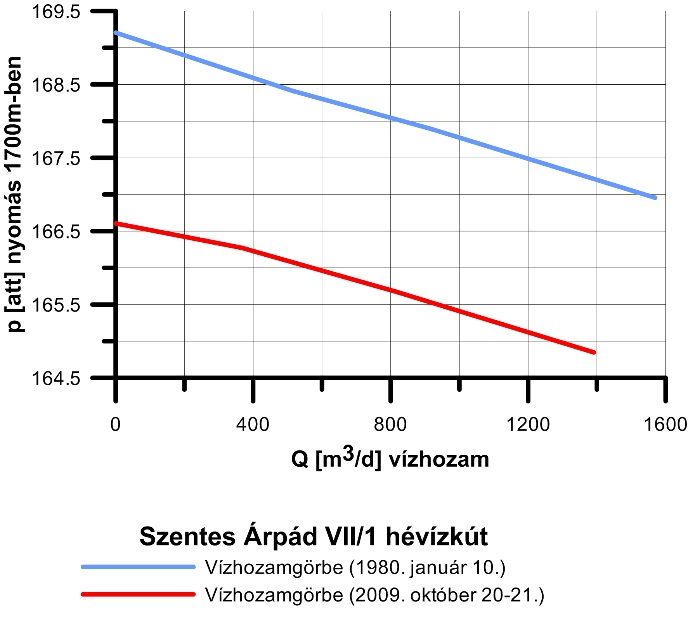 p [att] nyomás 1700m-ben
169.5
168.5
167.5
166.5
165.5
164.5
0 400 800 1200 1600
Q [m³/d] vízhozam
Szentes Árpád VII/1 hévízkút
Vízhozamgörbe (1980. január 10.)
Vízhozamgörbe (2009. október 20-21.)